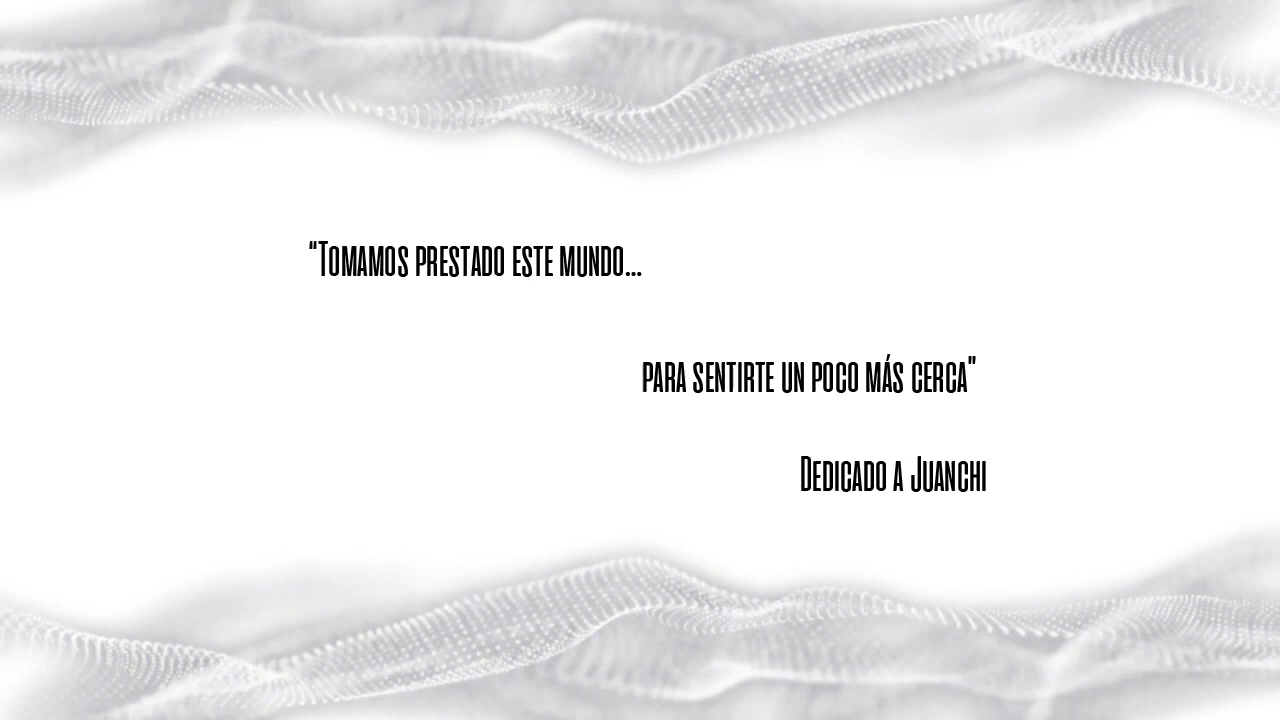 “Tomamos prestado este mundo...
para sentirte un poco más cerca”
Dedicado a Juanchi